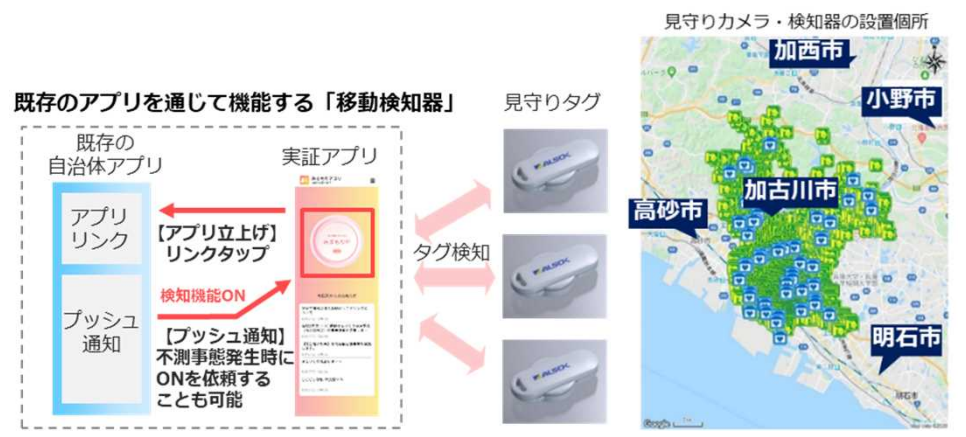 見守りカメラ・検知器の設置個所
加西市
小野市
加古川市
高砂市
明石市
明石市
Google
既存のアプリを通じて機能する「移動検知器」
見守りタグ
既存の
自治体アプリ
実証アプリ
アプリ
リンク
【アプリ立上げ】
リンクタップ
検知機能ON
プッシュ
通知
【プッシュ通知】
不測事態発生時に
ONを依頼する
ことも可能
タグ検知
ALSOK
ALSOK
ALSOK